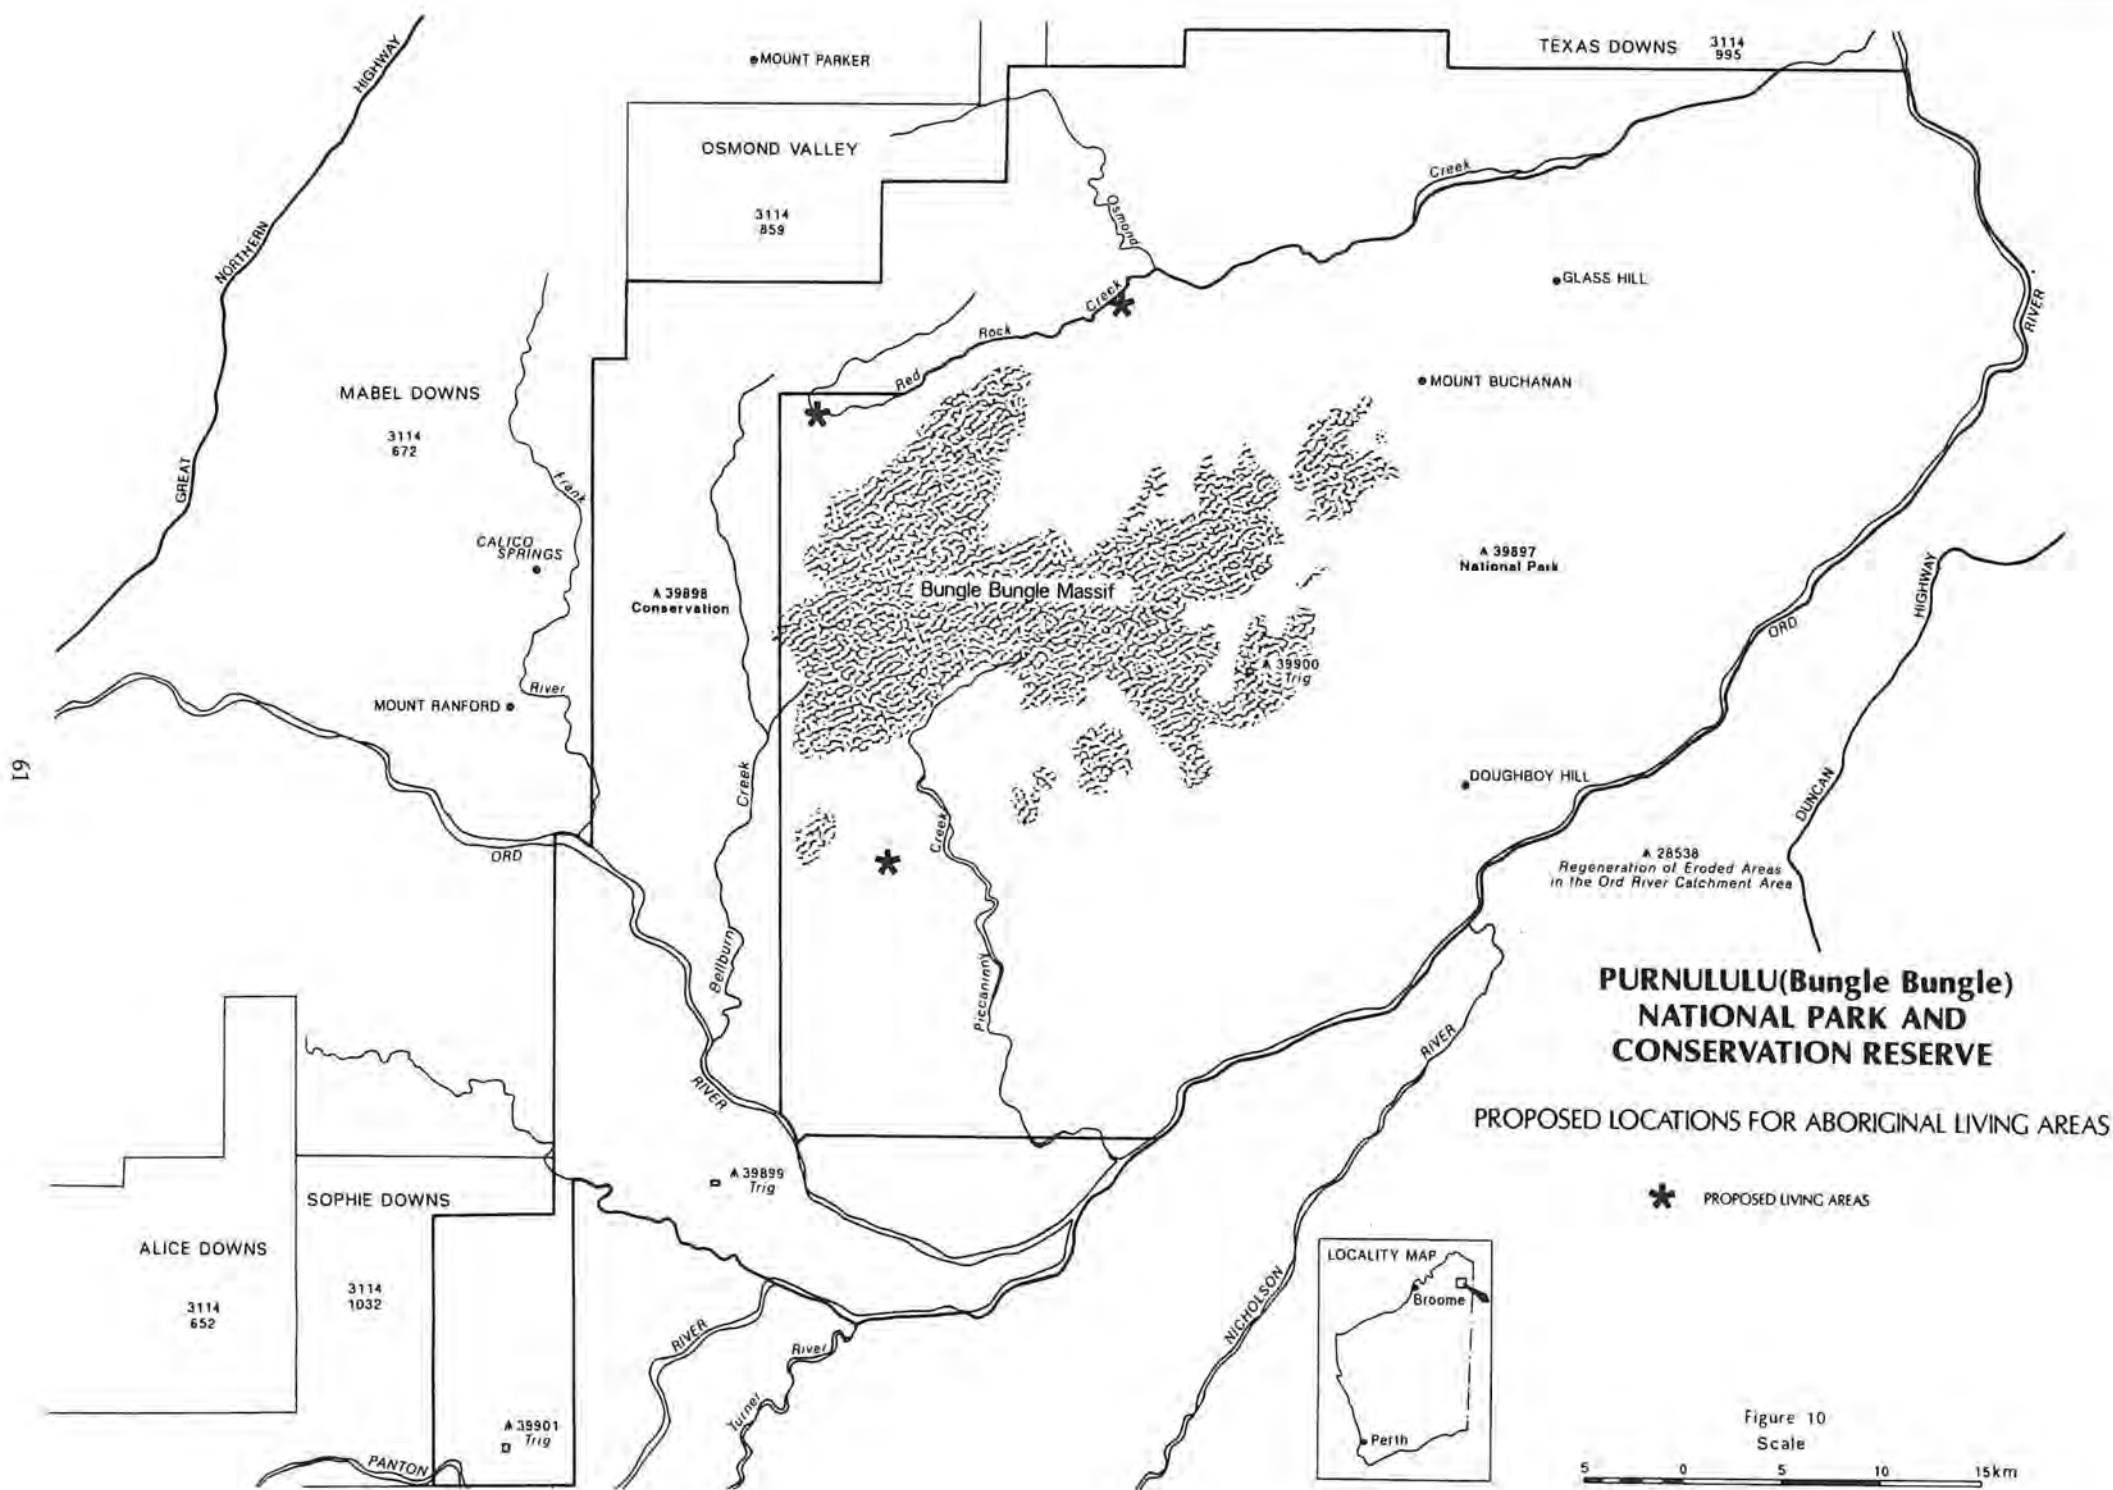 HIGHWAY
NORTHERN
GREAT
MOUNT PARKER
OSMOND VALLEY
3114
859
TEXAS DOWNS
3114
995
Creek
Osmond
GLASS HILL
RIVER
Creek
Rock
Red
MABEL DOWNS
3114
672
MOUNT BUCHANAN
Frank
CALICO
SPRINGS
A 39898
Conservation
Bungle Bungle Massif
A 39897
National Park
HIGHWAY
ORD
A 39900
Trig
River
MOUNT RANFORD
61
Creek
Creek
DOUGHBOY HILL
DUNCAN
ORD
A 28538
Regeneration of Eroded Areas
in the Ord River Catchment Area
Bellburn
Piccaninny
PURNULULU(Bungle Bungle)
NATIONAL PARK AND
CONSERVATION RESERVE
RIVER
RIVER
PROPOSED LOCATIONS FOR ABORIGINAL LIVING AREAS
A 39899
Trig
SOPHIE DOWNS
PROPOSED LIVING AREAS
ALICE DOWNS
3114
652
3114
1032
LOCALITY MAP
Broome
Perth
NICHOLSON
RIVER
River
Turner
A 39901
Trig
PANTON
Figure 10
Scale
5 0 5 10 15km